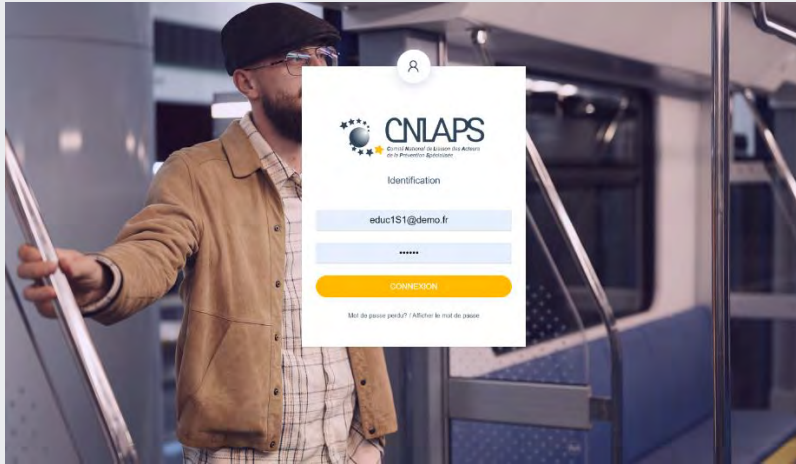 CNLAPS
Comité National de Liaison des Acteurs
de la Prévention Spécialisée
Identification
educ1S1@demo.fr
••••••
CONNEXION
Mot de passe perdu? / Afficher le mot de passe